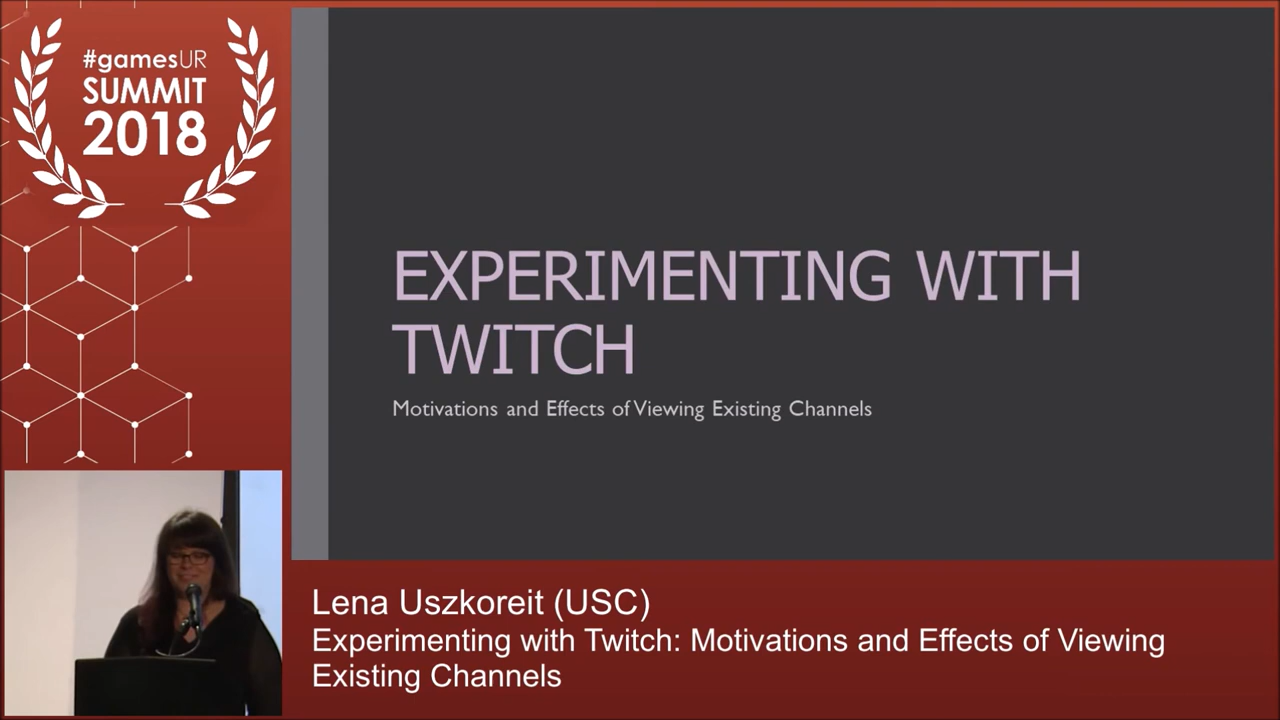 #gamesUR
SUMMIT
2018
EXPERIMENTING WITH
TWITCH
Motivations and Effects of Viewing Existing Channels
Lena Uszkoreit (USC)
Experimenting with Twitch: Motivations and Effects of Viewing
Existing Channels